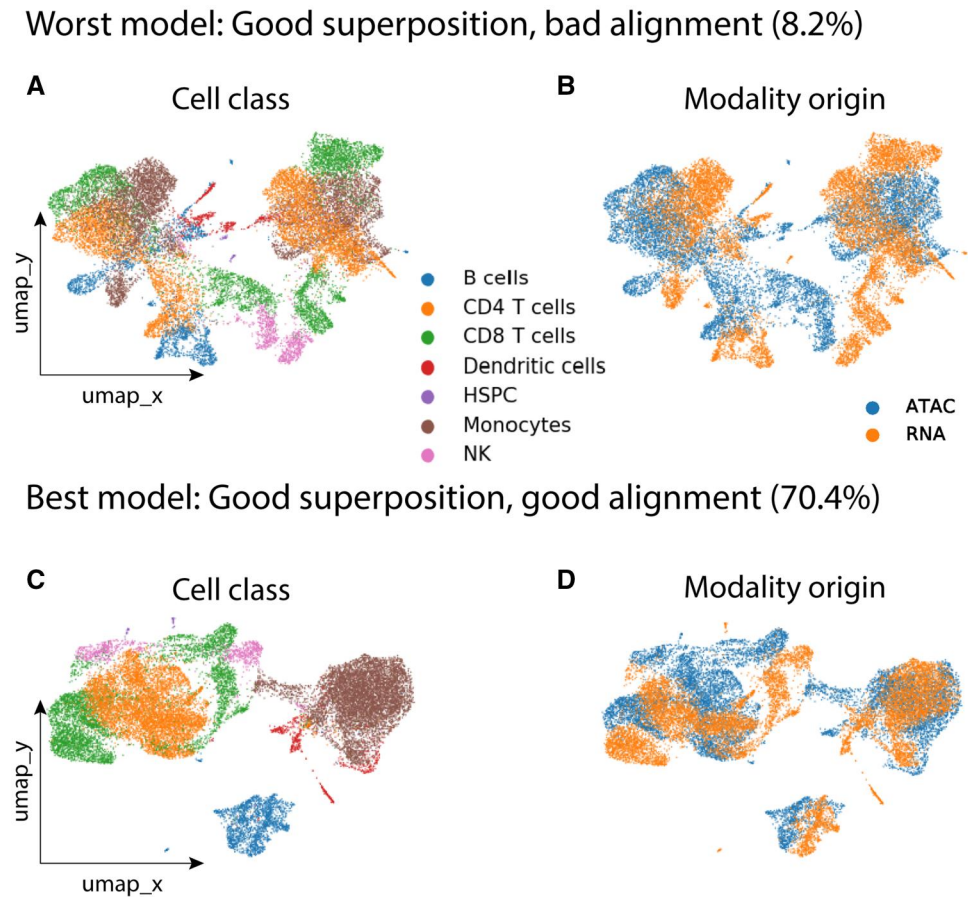 Worst model: Good superposition, bad alignment (8.2%)
A
Cell class
B
Modality origin
umap_y
umap_x
B cells
CD4 T cells
CD8 T cells
Dendritic cells
HSPC
Monocytes
NK
ATAC
RNA
Best model: Good superposition, good alignment (70.4%)
C
Cell class
D
Modality origin
umap_y
umap_x